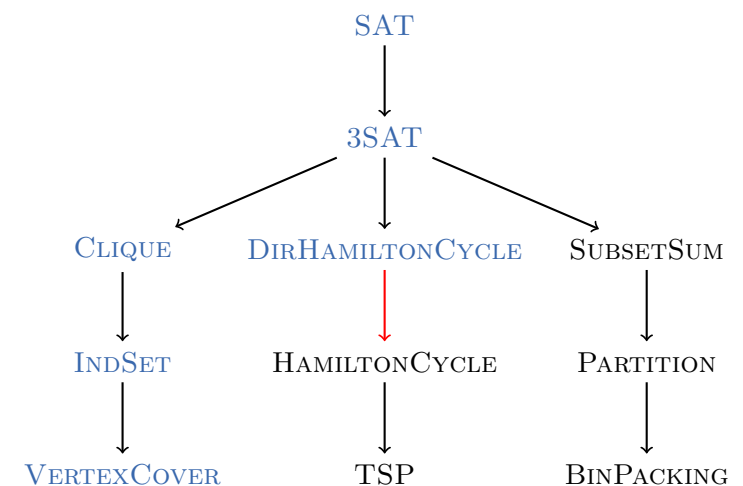 SAT
3SAT
CLIQUE DIRHAMILTONCYCLE SUBSETSUM
INDSET HAMILTONCYCLE PARTITION
VERTEXCOVER TSP BINPACKING